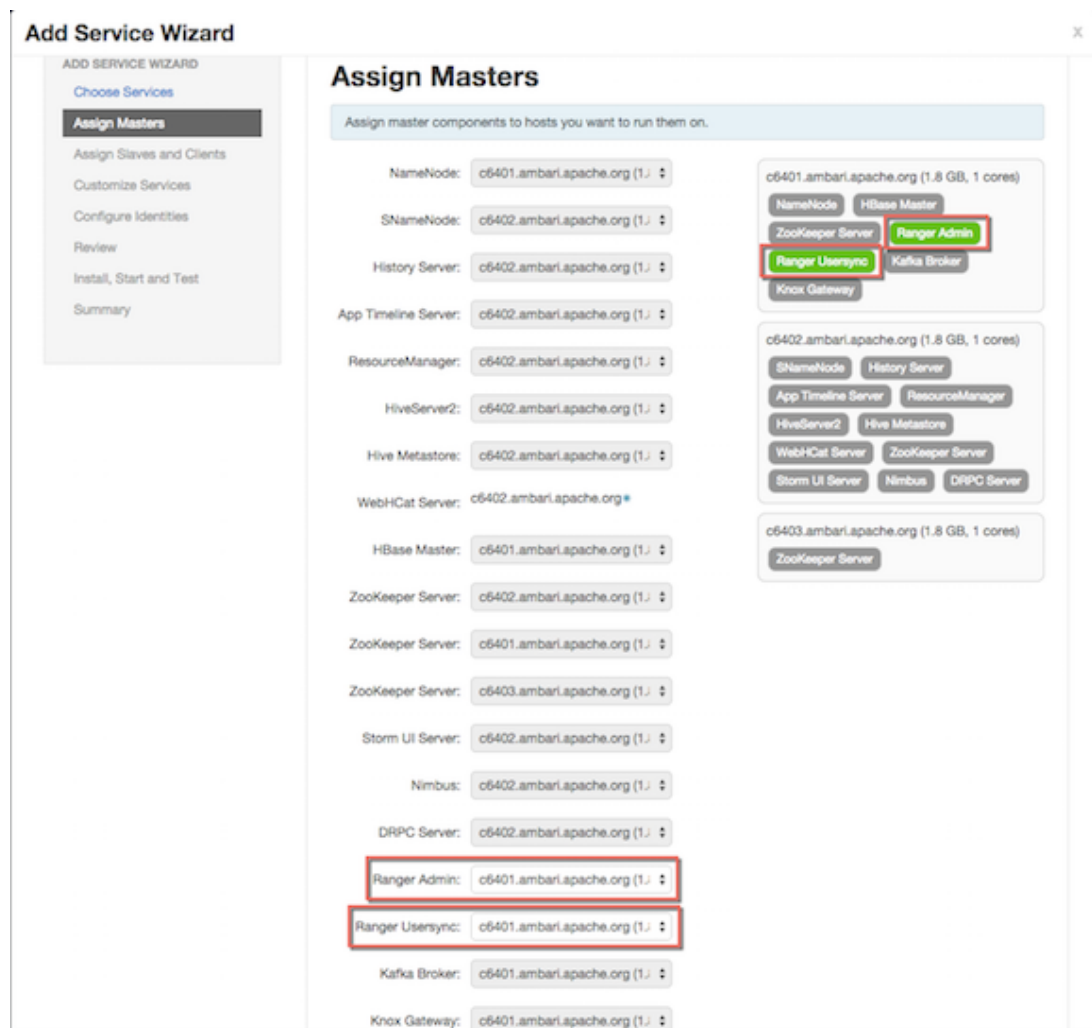 Add Service Wizard
x
ADD SERVICE WIZARD
Choose Services
Assign Masters
Assign Slaves and Clients
Customize Services
Configure Identities
Review
Install, Start and Test
Summary
Assign Masters
Assign master components to hosts you want to run them on.
NameNode: c6401.ambari.apache.org (1.
SNameNode: c6402.ambari.apache.org (1.
History Server: c6402.ambari.apache.org (1.
App Timeline Server: c6402.ambari.apache.org (1.
ResourceManager: c6402.ambari.apache.org (1.
HiveServer2: c6402.ambari.apache.org (1.
Hive Metastore: c6402.ambari.apache.org (1.
WebHCat Server: c6402.ambari.apache.org*
HBase Master: c6401.ambari.apache.org (1.
ZooKeeper Server: c6402.ambari.apache.org (1.
ZooKeeper Server: c6401.ambari.apache.org (1.
ZooKeeper Server: c6403.ambari.apache.org (1.
Storm UI Server: c6402.ambari.apache.org (1.
Nimbus: c6402.ambari.apache.org (1.
DRPC Server: c6402.ambari.apache.org (1.
Ranger Admin: c6401.ambari.apache.org (1.
Ranger Usersync: c6401.ambari.apache.org (1.
Kafka Broker: c6401.ambari.apache.org (1.
Knox Gateway: c6401.ambari.apache.org (1.
c6401.ambari.apache.org (1.8 GB, 1 cores)
NameNode HBase Master
ZooKeeper Server Ranger Admin
Ranger Usersync Kafka Broker
Knox Gateway
c6402.ambari.apache.org (1.8 GB, 1 cores)
SNameNode History Server
App Timeline Server ResourceManager
HiveServer2 Hive Metastore
WebHCat Server ZooKeeper Server
Storm UI Server Nimbus DRPC Server
c6403.ambari.apache.org (1.8 GB, 1 cores)
ZooKeeper Server